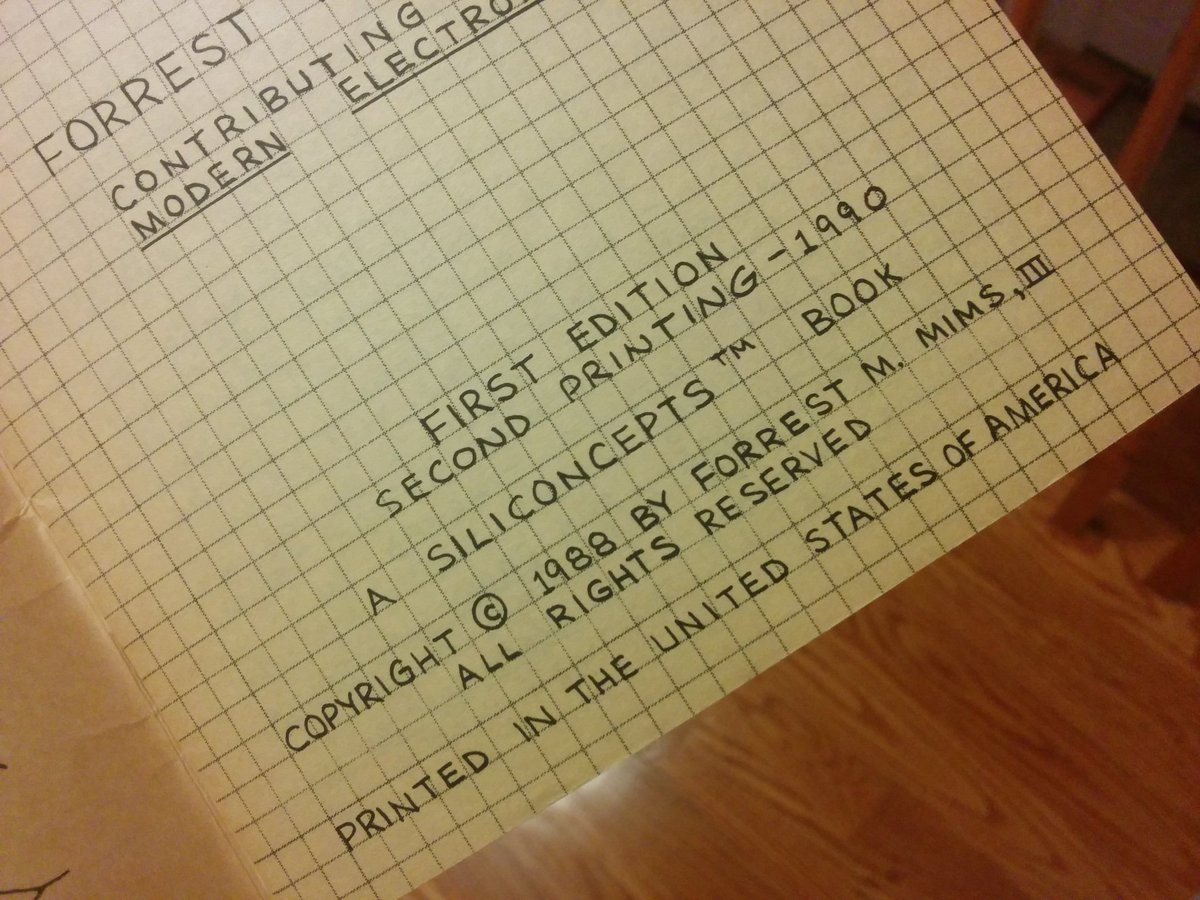 FORREST
CONTRIBUTING
MODERN ELECTRO
FIRST EDITION
SECOND PRINTING - 1990
A SILICONCEPTS™ BOOK
COPYRIGHT © 1988 BY FORREST M. MIMS, III
ALL RIGHTS RESERVED
PRINTED IN THE UNITED STATES OF AMERICA